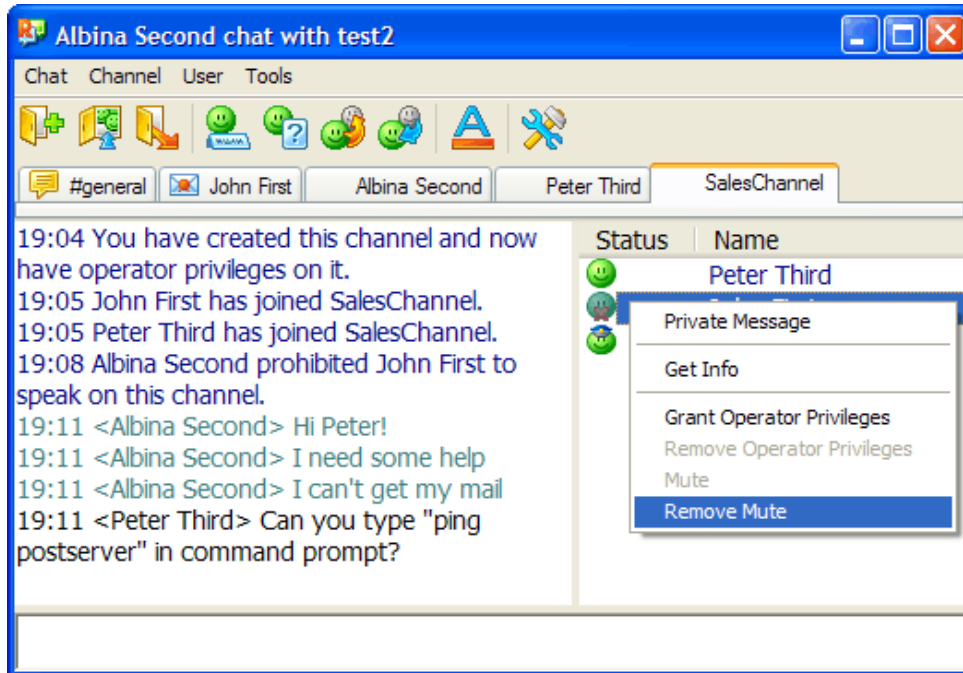 Albina Second chat with test2
Chat Channel User Tools
#general John First Albina Second Peter Third SalesChannel
19:04 You have created this channel and now
have operator privileges on it.
19:05 John First has joined SalesChannel.
19:05 Peter Third has joined SalesChannel.
19:08 Albina Second prohibited John First to
speak on this channel.
19:11 <Albina Second> Hi Peter!
19:11 <Albina Second> I need some help
19:11 <Albina Second> I can't get my mail
19:11 <Peter Third> Can you type "ping
postserver" in command prompt?
Status Name
Peter Third
Private Message
Get Info
Grant Operator Privileges
Remove Operator Privileges
Mute
Remove Mute